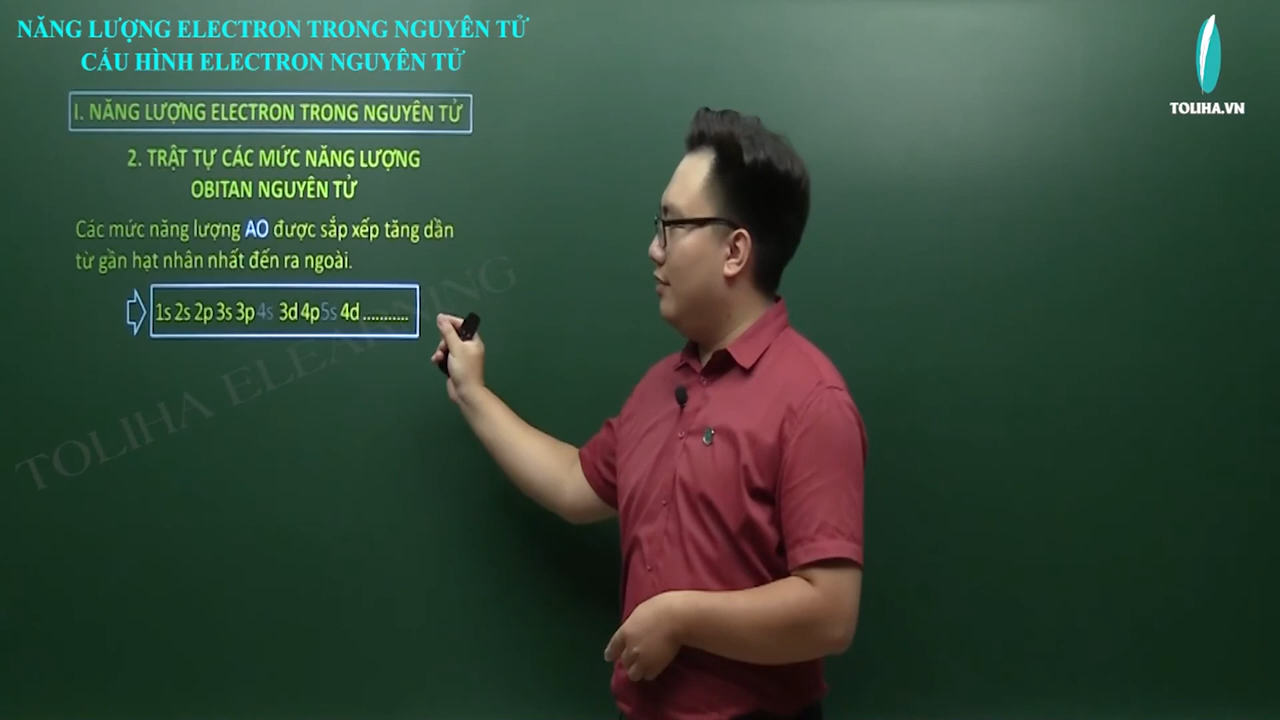 NĂNG LƯỢNG ELECTRON TRONG NGUYÊN TỬ
CẤU HÌNH ELECTRON NGUYÊN TỬ
TOLIHA.VN
I. NĂNG LƯỢNG ELECTRON TRONG NGUYÊN TỬ
2. TRẬT TỰ CÁC MỨC NĂNG LƯỢNG
OBITAN NGUYÊN TỬ
Các mức năng lượng AO được sắp xếp tăng dần
từ gần hạt nhân nhất đến ra ngoài.
1s 2s 2p 3s 3p 4s 3d 4p 5s 4d ...........
TOLIHA ELEARNING